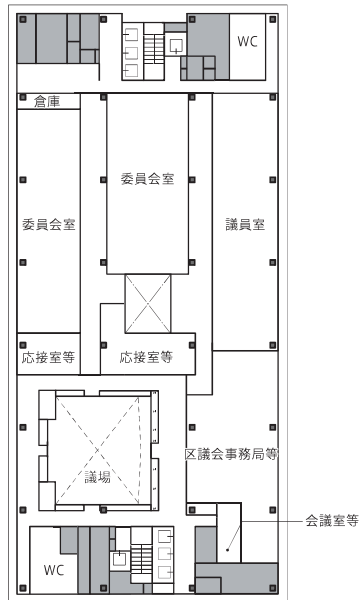 WC
倉庫
委員会室
委員会室
議員室
応接室等
応接室等
議場
区議会事務局等
会議室等
WC